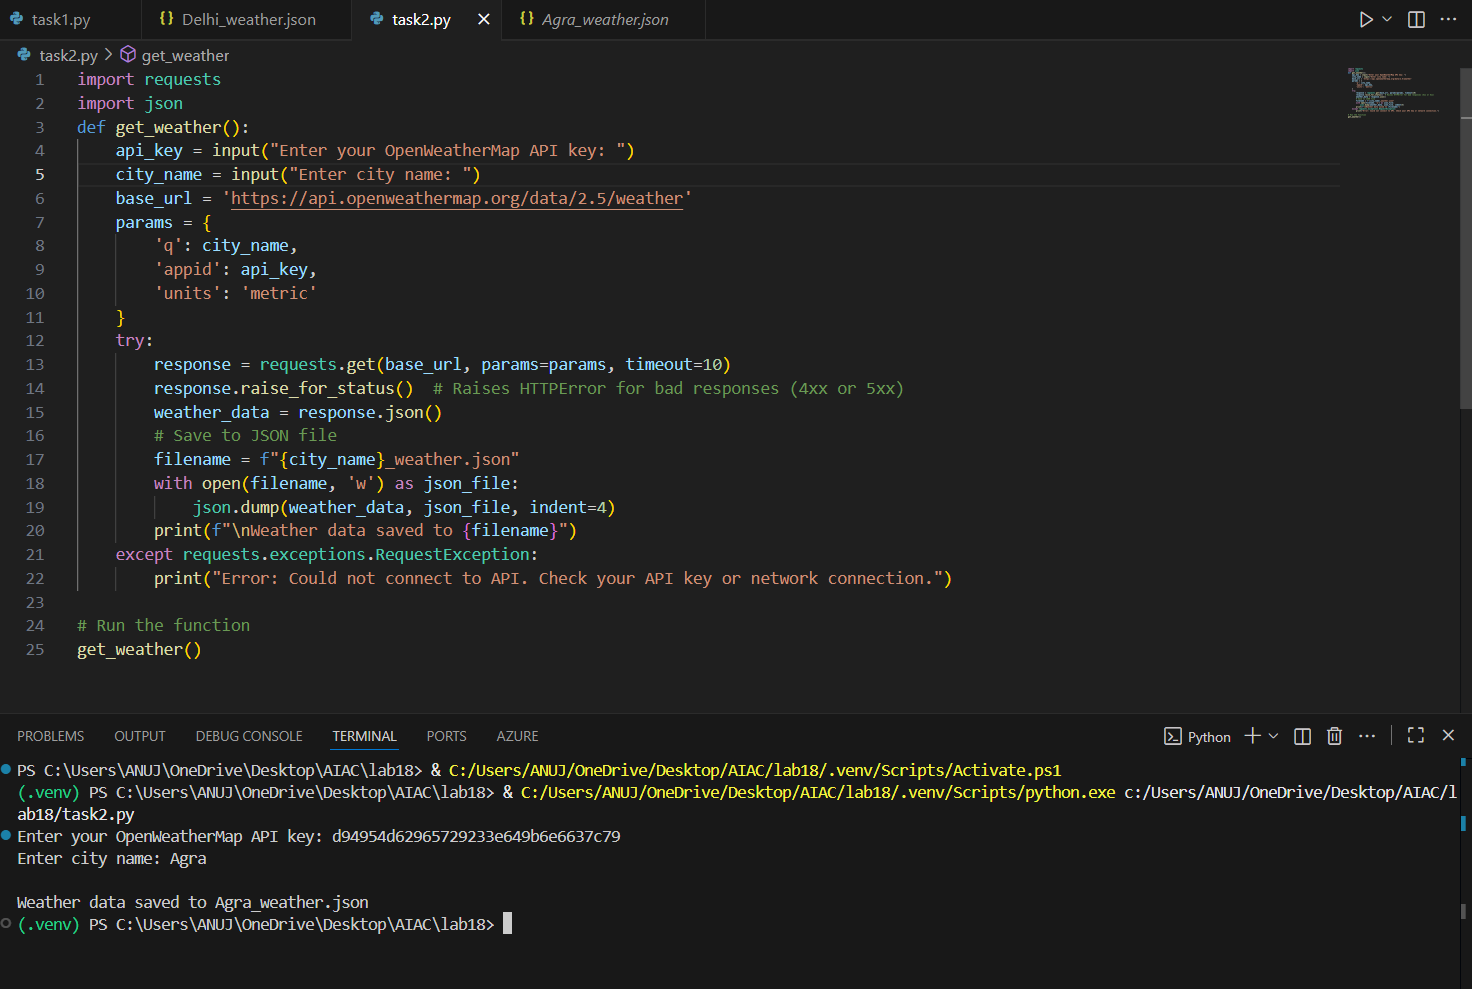 task1.py
{} Delhi_weather.json
task2.py
{} Agra_weather.json
task2.py > get_weather
1 import requests
2 import json
3 def get_weather():
4     api_key = input("Enter your OpenWeatherMap API key: ")
5     city_name = input("Enter city name: ")
6     base_url = 'https://api.openweathermap.org/data/2.5/weather'
7     params = {
8         'q': city_name,
9         'appid': api_key,
10         'units': 'metric'
11     }
12     try:
13         response = requests.get(base_url, params=params, timeout=10)
14         response.raise_for_status()  # Raises HTTPError for bad responses (4xx or 5xx)
15         weather_data = response.json()
16         # Save to JSON file
17         filename = f"{city_name}_weather.json"
18         with open(filename, 'w') as json_file:
19             json.dump(weather_data, json_file, indent=4)
20         print(f"\nWeather data saved to {filename}")
21     except requests.exceptions.RequestException:
22         print("Error: Could not connect to API. Check your API key or network connection.")
23
24 # Run the function
25 get_weather()
PROBLEMS OUTPUT DEBUG CONSOLE TERMINAL PORTS AZURE
Python
PS C:\Users\ANUJ\OneDrive\Desktop\AIAC\lab18> & C:/Users/ANUJ/OneDrive/Desktop/AIAC/lab18/.venv/Scripts/Activate.ps1
(.venv) PS C:\Users\ANUJ\OneDrive\Desktop\AIAC\lab18> & C:/Users/ANUJ/OneDrive/Desktop/AIAC/lab18/.venv/Scripts/python.exe c:/Users/ANUJ/OneDrive/Desktop/AIAC/l
ab18/task2.py
Enter your OpenWeatherMap API key: d94954d62965729233e649b6e6637c79
Enter city name: Agra
Weather data saved to Agra_weather.json
(.venv) PS C:\Users\ANUJ\OneDrive\Desktop\AIAC\lab18>